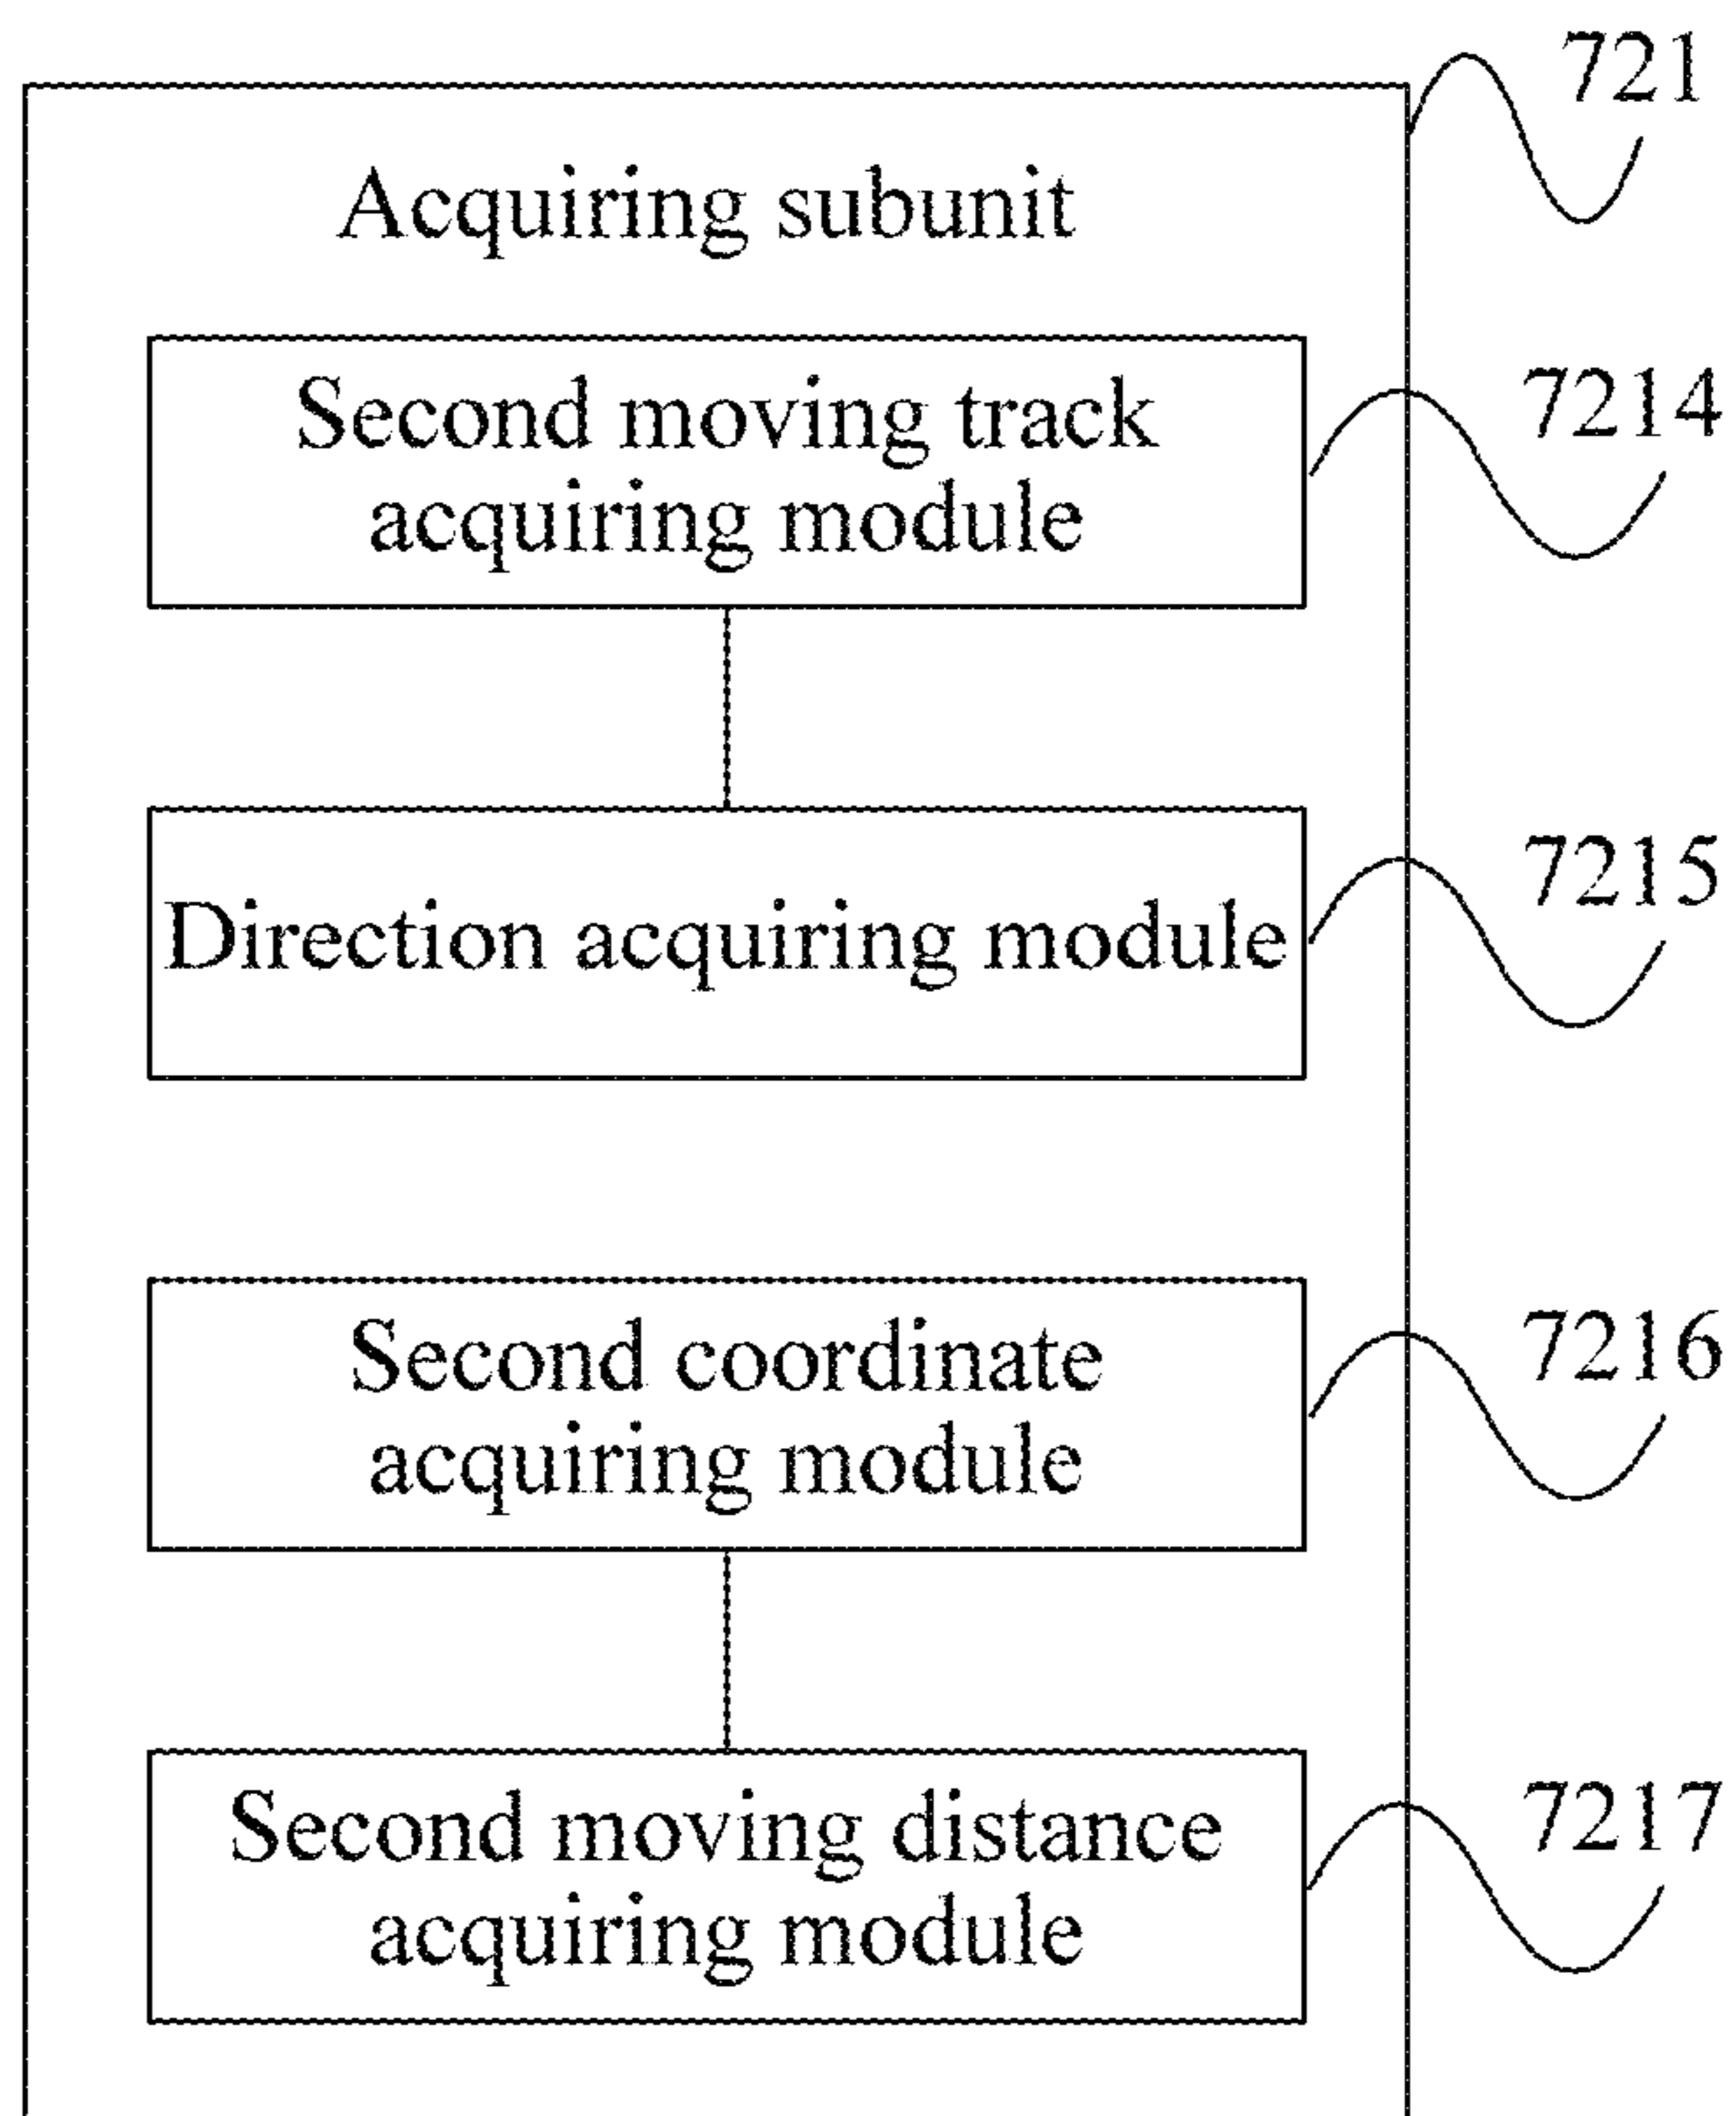 721
Acquiring subunit
Second moving track
acquiring module
7214
Direction acquiring module
7215
Second coordinate
acquiring module
7216
Second moving distance
acquiring module
7217